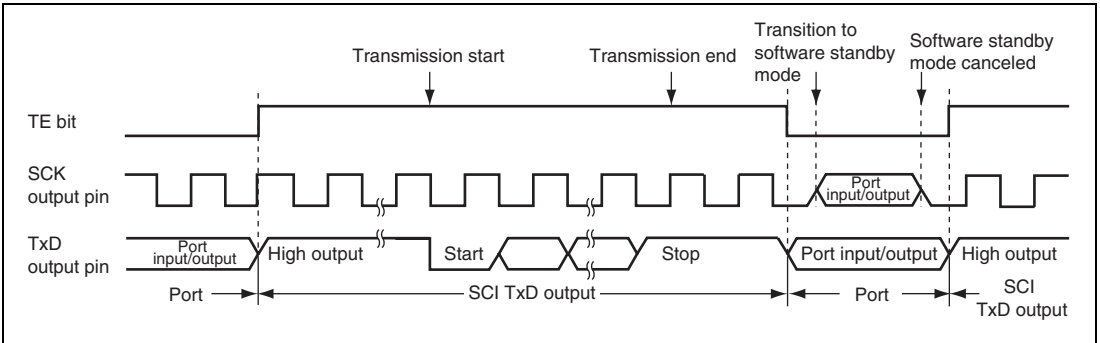 Transmission start
Transmission end
Transition to
software standby
mode
Software standby
mode canceled
TE bit
SCK
output pin
Port
input/output
TxD
output pin
Port
input/output
High output
Start
Stop
Port input/output
High output
Port
SCI TxD output
Port
SCI
TxD output